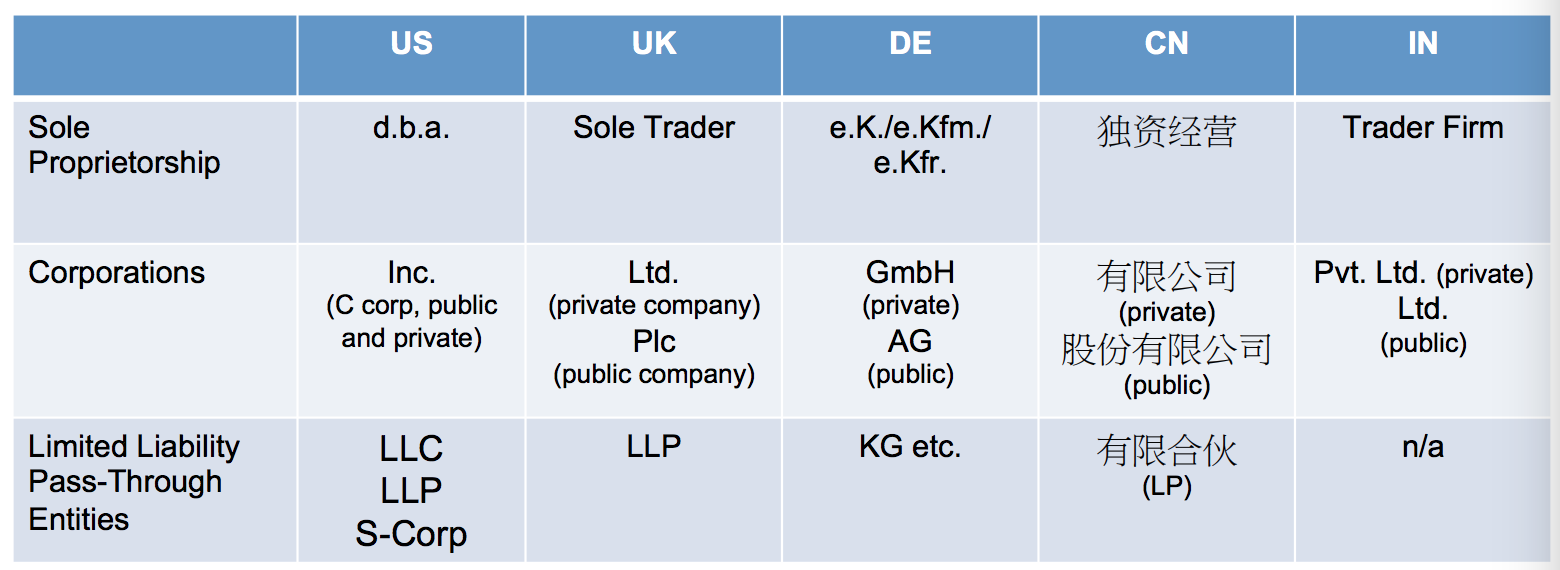 US UK DE CN IN
Sole
Proprietorship
d.b.a.
Sole Trader
e.K./e.Kfm./
e.Kfr.
独资经营
Trader Firm
Corporations
Inc.
(C corp, public
and private)
Ltd.
(private company)
Plc
(public company)
GmbH
(private)
AG
(public)
有限公司
(private)
股份有限公司
(public)
Pvt. Ltd. (private)
Ltd.
(public)
Limited Liability
Pass-Through
Entities
LLC
LLP
S-Corp
LLP
KG etc.
有限合伙
(LP)
n/a